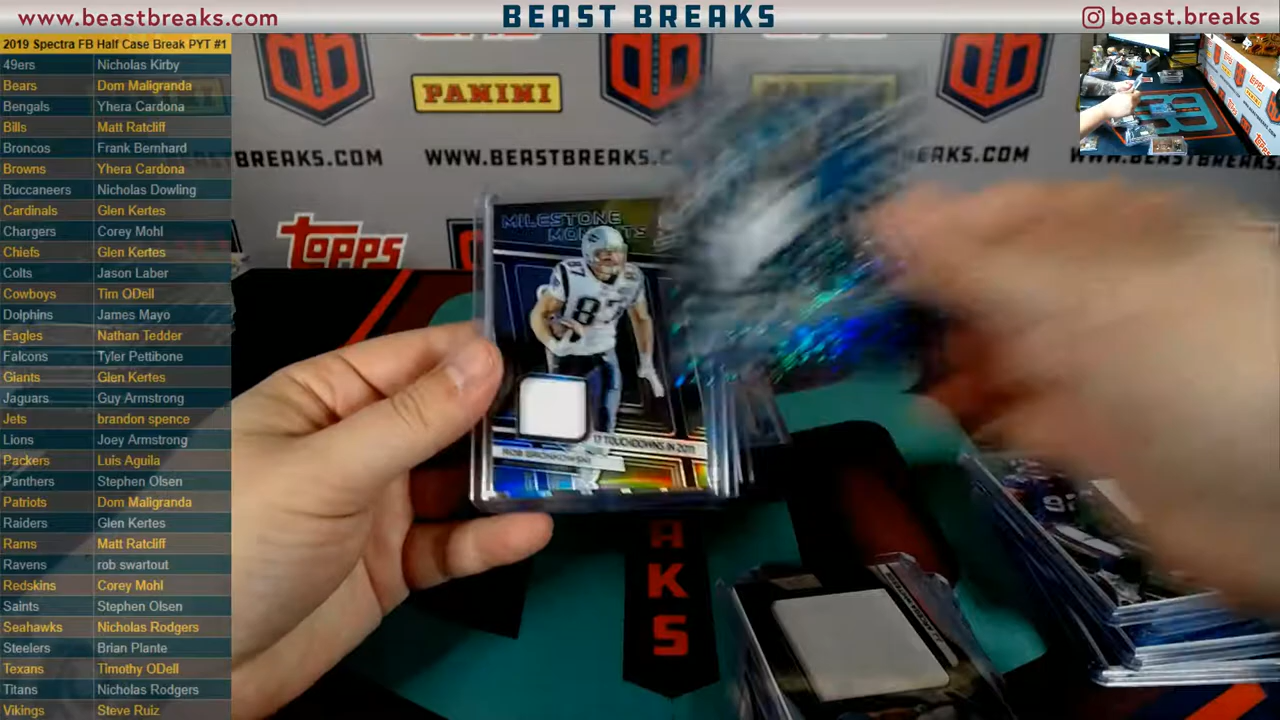 www.beastbreaks.com
BEAST BREAKS
beast.breaks
2019 Spectra FB Half Case Break PYT #1
49ers Nicholas Kirby
Bears Dom Maligranda
Bengals Yhera Cardona
Bills Matt Ratcliff
Broncos Frank Bernhard
Browns Yhera Cardona
Buccaneers Nicholas Dowling
Cardinals Glen Kertes
Chargers Corey Mohl
Chiefs Glen Kertes
Colts Jason Laber
Cowboys Tim ODell
Dolphins James Mayo
Eagles Nathan Tedder
Falcons Tyler Pettibone
Giants Glen Kertes
Jaguars Guy Armstrong
Jets brandon spence
Lions Joey Armstrong
Packers Luis Aguila
Panthers Stephen Olsen
Patriots Dom Maligranda
Raiders Glen Kertes
Rams Matt Ratcliff
Ravens rob swartout
Redskins Corey Mohl
Saints Stephen Olsen
Seahawks Nicholas Rodgers
Steelers Brian Plante
Texans Timothy ODell
Titans Nicholas Rodgers
Vikings Steve Ruiz
PANINI
BREAKS.COM
WWW.BEASTBREAKS.C
EAKS.COM
WWW.BEASTBREAKS
topps
MILESTONE
MOMENTS
87
87
17 TOUCHDOWNS IN 2011
ROB GRONKOWSKI
AKS